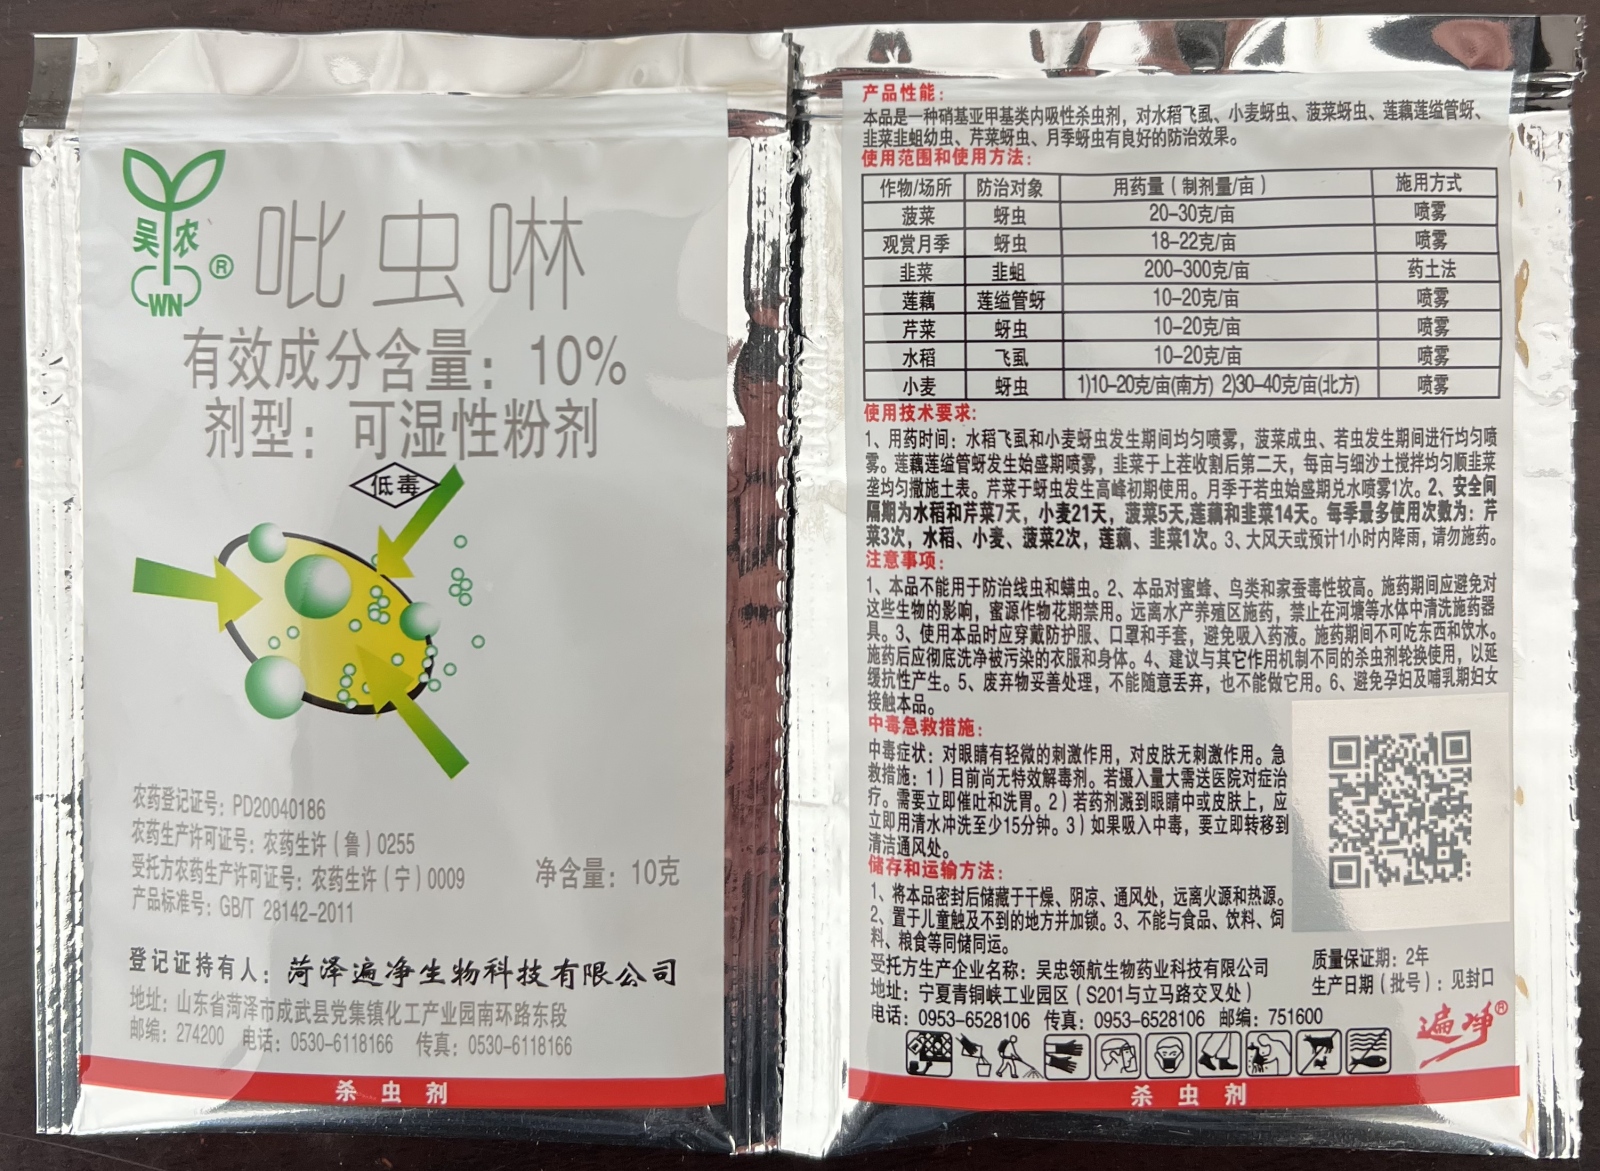 吴农
WN
®
吡虫啉
有效成分含量：10%
剂型：可湿性粉剂
低毒
农药登记证号：PD20040186
农药生产许可证号：农药生许（鲁）0255
受托方农药生产许可证号：农药生许（宁）0009
净含量：10克
产品标准号：GB/T 28142-2011
登记证持有人：菏泽遍净生物科技有限公司
地址：山东省菏泽市成武县党集镇化工产业园南环路东段
邮编：274200 电话：0530-6118166 传真：0530-6118166
杀虫剂
产品性能：
本品是一种硝基亚甲基类内吸性杀虫剂，对水稻飞虱、小麦蚜虫、菠菜蚜虫、莲藕莲缢管蚜、
韭菜韭蛆幼虫、芹菜蚜虫、月季蚜虫有良好的防治效果。
使用范围和使用方法：
作物/场所 防治对象 用药量（制剂量/亩） 施用方式
菠菜 蚜虫 20-30克/亩 喷雾
观赏月季 蚜虫 18-22克/亩 喷雾
韭菜 韭蛆 200-300克/亩 药土法
莲藕 莲缢管蚜 10-20克/亩 喷雾
芹菜 蚜虫 10-20克/亩 喷雾
水稻 飞虱 10-20克/亩 喷雾
小麦 蚜虫 1)10-20克/亩(南方) 2)30-40克/亩(北方) 喷雾
使用技术要求：
1、用药时间：水稻飞虱和小麦蚜虫发生期间均匀喷雾，菠菜成虫、若虫发生期间进行均匀喷
雾。莲藕莲缢管蚜发生始盛期喷雾，韭菜于上茬收割后第二天，每亩与细沙土搅拌均匀顺韭菜
垄均匀撒施土表。芹菜于蚜虫发生高峰初期使用。月季于若虫始盛期兑水喷雾1次。2、安全间
隔期为水稻和芹菜7天，小麦21天，菠菜5天,莲藕和韭菜14天。每季最多使用次数为：芹
菜3次，水稻、小麦、菠菜2次，莲藕、韭菜1次。3、大风天或预计1小时内降雨，请勿施药。
注意事项：
1、本品不能用于防治线虫和螨虫。2、本品对蜜蜂、鸟类和家蚕毒性较高。施药期间应避免对
这些生物的影响，蜜源作物花期禁用。远离水产养殖区施药，禁止在河塘等水体中清洗施药器
具。3、使用本品时应穿戴防护服、口罩和手套，避免吸入药液。施药期间不可吃东西和饮水。
施药后应彻底洗净被污染的衣服和身体。4、建议与其它作用机制不同的杀虫剂轮换使用，以延
缓抗性产生。5、废弃物妥善处理，不能随意丢弃，也不能做它用。6、避免孕妇及哺乳期妇女
接触本品。
中毒急救措施：
中毒症状：对眼睛有轻微的刺激作用，对皮肤无刺激作用。急
救措施：1）目前尚无特效解毒剂。若摄入量大需送医院对症治
疗。需要立即催吐和洗胃。2）若药剂溅到眼睛中或皮肤上，应
立即用清水冲洗至少15分钟。3）如果吸入中毒，要立即转移到
清洁通风处。
储存和运输方法：
1、将本品密封后储藏于干燥、阴凉、通风处，远离火源和热源。
2、置于儿童触及不到的地方并加锁。3、不能与食品、饮料、饲
料、粮食等同储同运。
受托方生产企业名称：吴忠领航生物药业科技有限公司
地址：宁夏青铜峡工业园区（S201与立马路交叉处）
电话：0953-6528106 传真：0953-6528106 邮编：751600
质量保证期：2年
生产日期（批号）：见封口
遍净®
杀虫剂